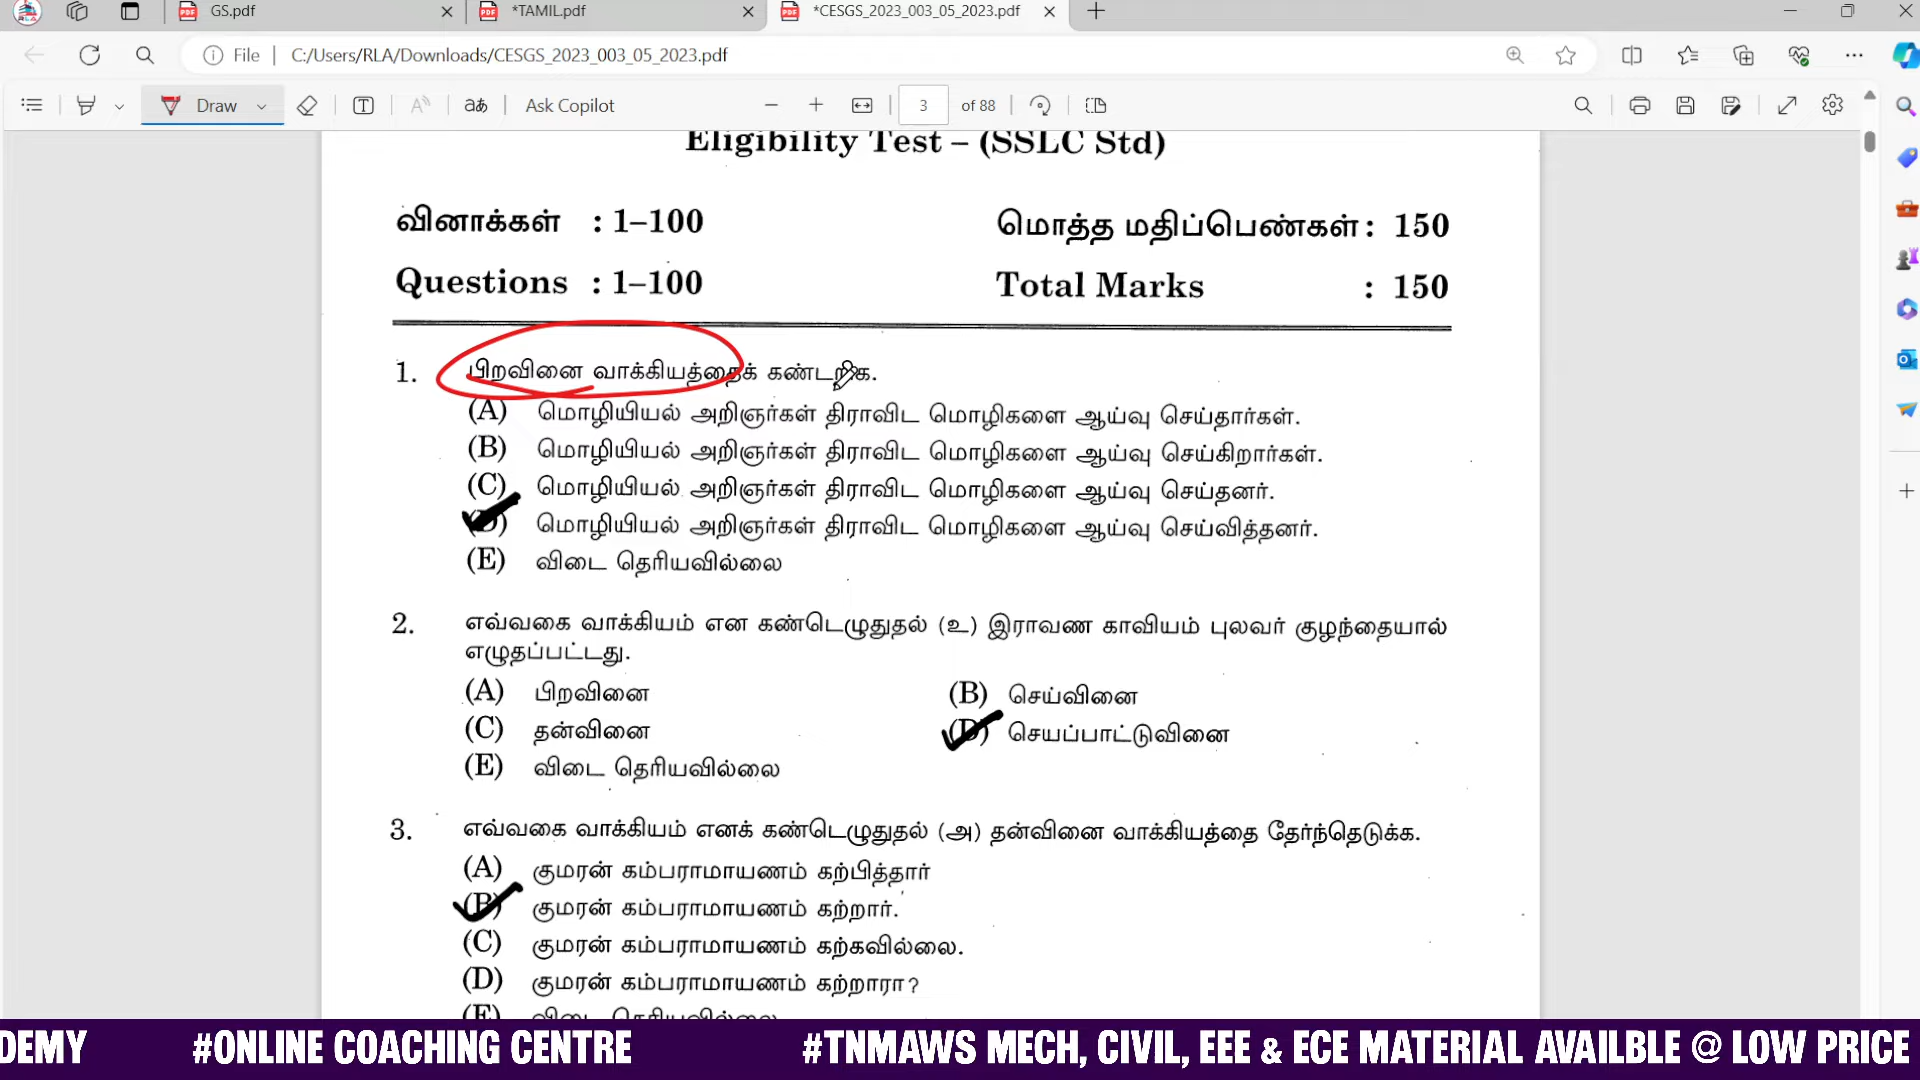 GS.pdf
*TAMIL.pdf
*CESGS_2023_003_05_2023.pdf
File
C:/Users/RLA/Downloads/CESGS_2023_003_05_2023.pdf
Draw
Ask Copilot
3 of 88
Eligibility Test – (SSLC Std)
வினாக்கள் : 1–100
மொத்த மதிப்பெண்கள் : 150
Questions : 1–100
Total Marks : 150
1. பிறவினை வாக்கியத்தைக் கண்டறிக.
(A) மொழியியல் அறிஞர்கள் திராவிட மொழிகளை ஆய்வு செய்தார்கள்.
(B) மொழியியல் அறிஞர்கள் திராவிட மொழிகளை ஆய்வு செய்கிறார்கள்.
(C) மொழியியல் அறிஞர்கள் திராவிட மொழிகளை ஆய்வு செய்தனர்.
(D) மொழியியல் அறிஞர்கள் திராவிட மொழிகளை ஆய்வு செய்வித்தனர்.
(E) விடை தெரியவில்லை
2. எவ்வகை வாக்கியம் என கண்டெழுதுதல் (உ) இராவண காவியம் புலவர் குழந்தையால்
எழுதப்பட்டது.
(A) பிறவினை
(B) செய்வினை
(C) தன்வினை
(D) செயப்பாட்டுவினை
(E) விடை தெரியவில்லை
3. எவ்வகை வாக்கியம் எனக் கண்டெழுதுதல் (அ) தன்வினை வாக்கியத்தை தேர்ந்தெடுக்க.
(A) குமரன் கம்பராமாயணம் கற்பித்தார்
(B) குமரன் கம்பராமாயணம் கற்றார்.
(C) குமரன் கம்பராமாயணம் கற்கவில்லை.
(D) குமரன் கம்பராமாயணம் கற்றாரா?
(E) விடை தெரியவில்லை
DEMY #ONLINE COACHING CENTRE #TNMAWS MECH, CIVIL, EEE & ECE MATERIAL AVAILBLE @ LOW PRICE